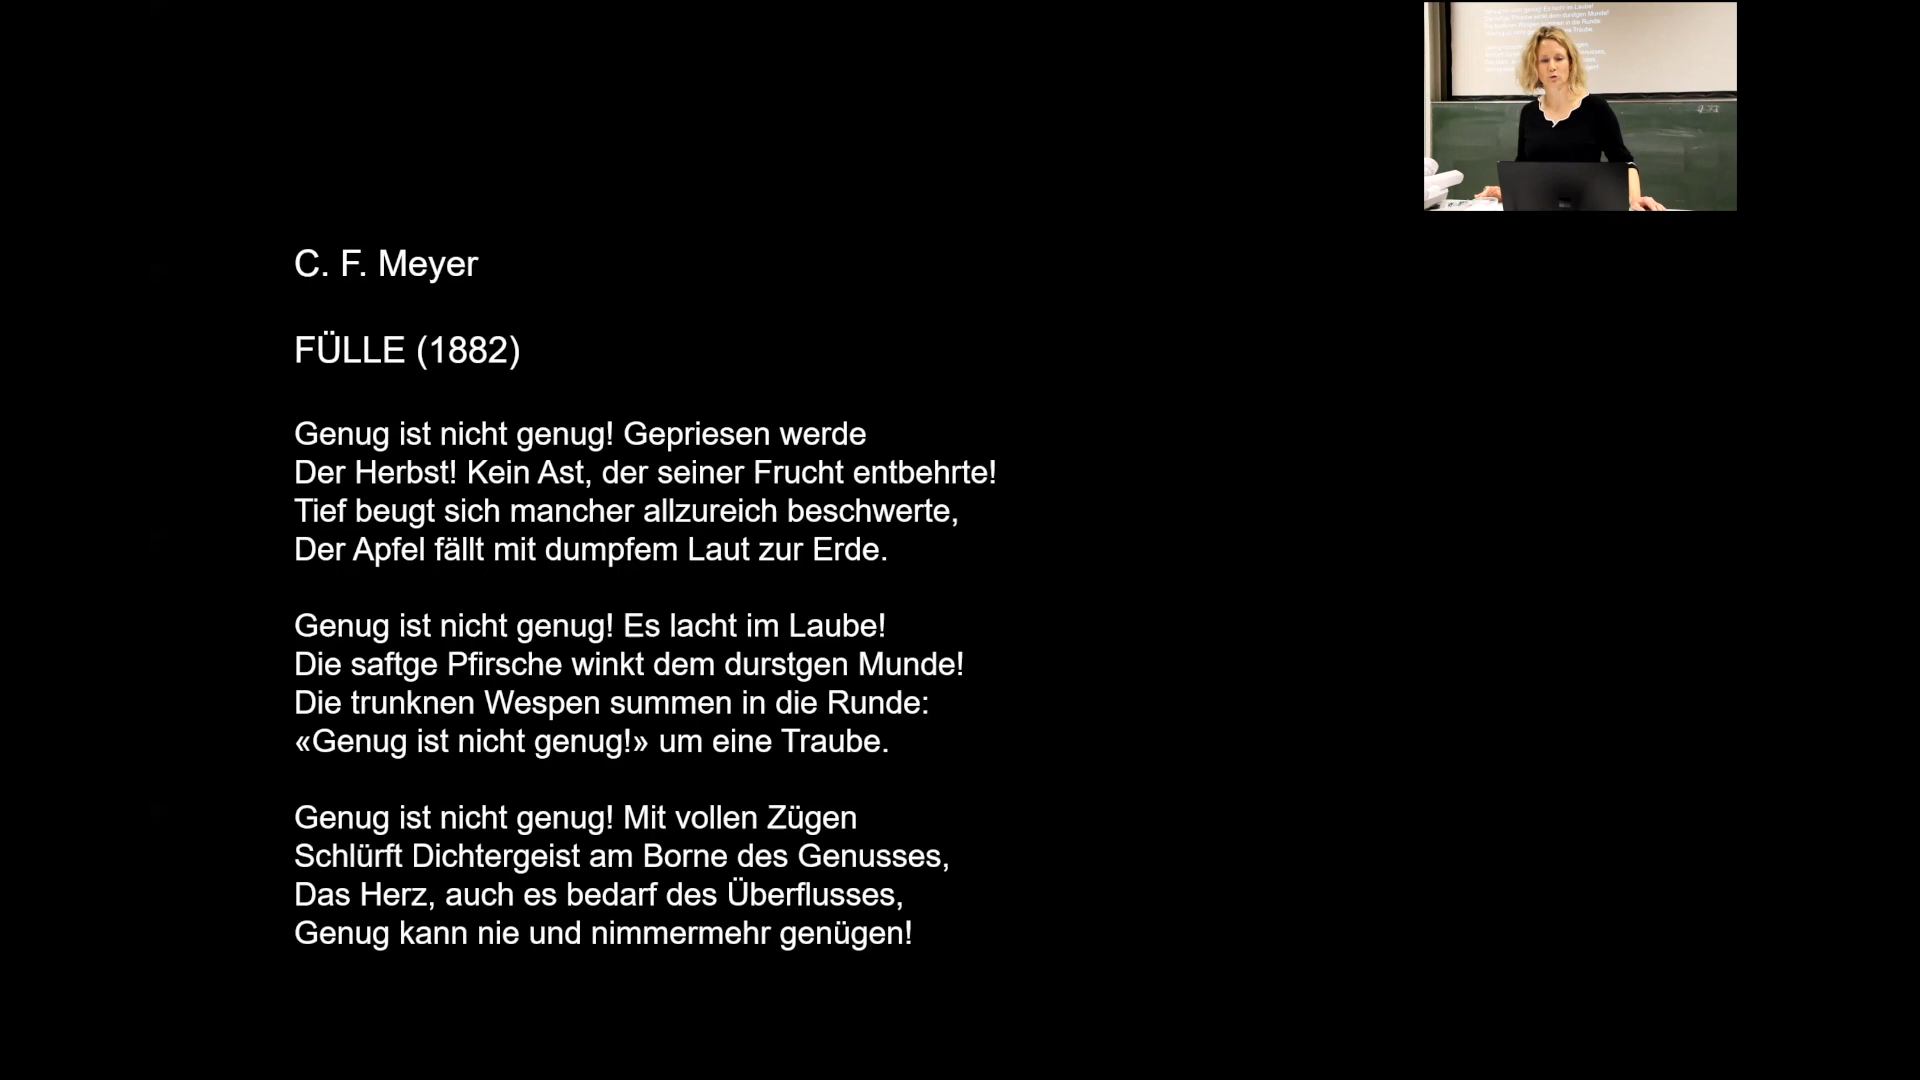 C. F. Meyer
FÜLLE (1882)
Genug ist nicht genug! Gepriesen werde
Der Herbst! Kein Ast, der seiner Frucht entbehrte!
Tief beugt sich mancher allzureich beschwerte,
Der Apfel fällt mit dumpfem Laut zur Erde.
Genug ist nicht genug! Es lacht im Laube!
Die saftge Pfirsche winkt dem durstgen Munde!
Die trunknen Wespen summen in die Runde:
«Genug ist nicht genug!» um eine Traube.
Genug ist nicht genug! Mit vollen Zügen
Schlürft Dichtergeist am Borne des Genusses,
Das Herz, auch es bedarf des Überflusses,
Genug kann nie und nimmermehr genügen!